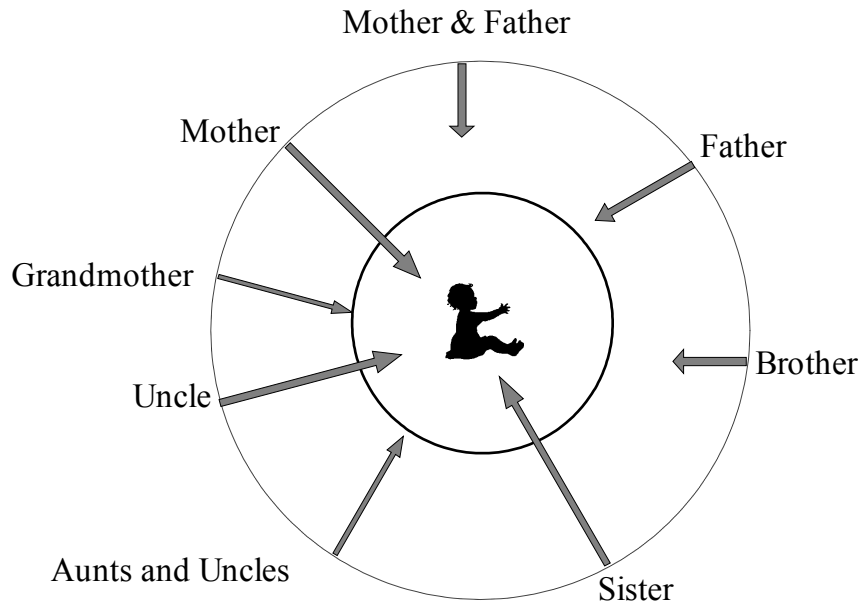 Mother & Father
Mother
Father
Grandmother
Brother
Uncle
Aunts and Uncles
Sister